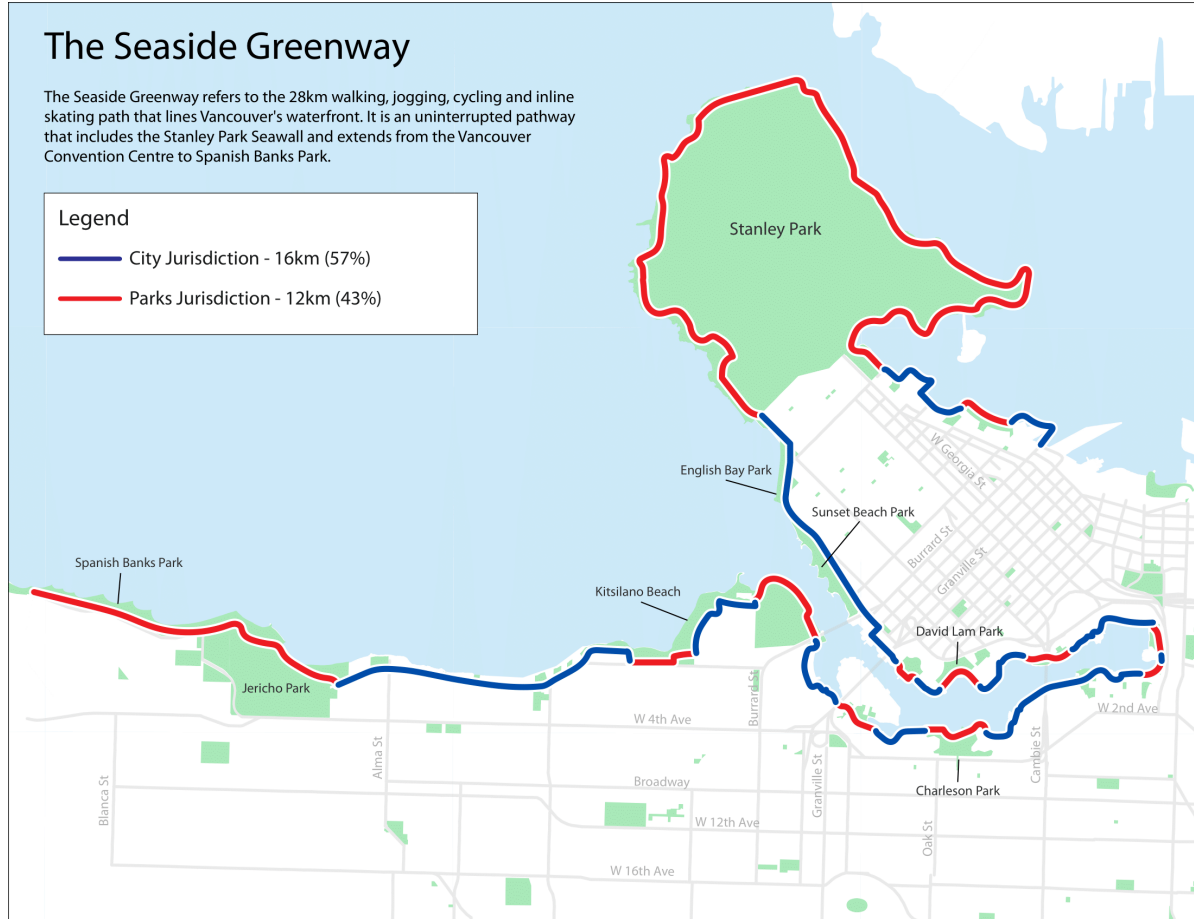 The Seaside Greenway
The Seaside Greenway refers to the 28km walking, jogging, cycling and inline
skating path that lines Vancouver's waterfront. It is an uninterrupted pathway
that includes the Stanley Park Seawall and extends from the Vancouver
Convention Centre to Spanish Banks Park.
Legend
City Jurisdiction - 16km (57%)
Parks Jurisdiction - 12km (43%)
Stanley Park
W Georgia St
English Bay Park
Sunset Beach Park
Burrard St
Granville St
Spanish Banks Park
Kitsilano Beach
David Lam Park
Jericho Park
Burrard St
W 4th Ave
W 2nd Ave
Alma St
Cambie St
Granville St
Blanca St
Broadway
Charleson Park
W 12th Ave
Oak St
W 16th Ave